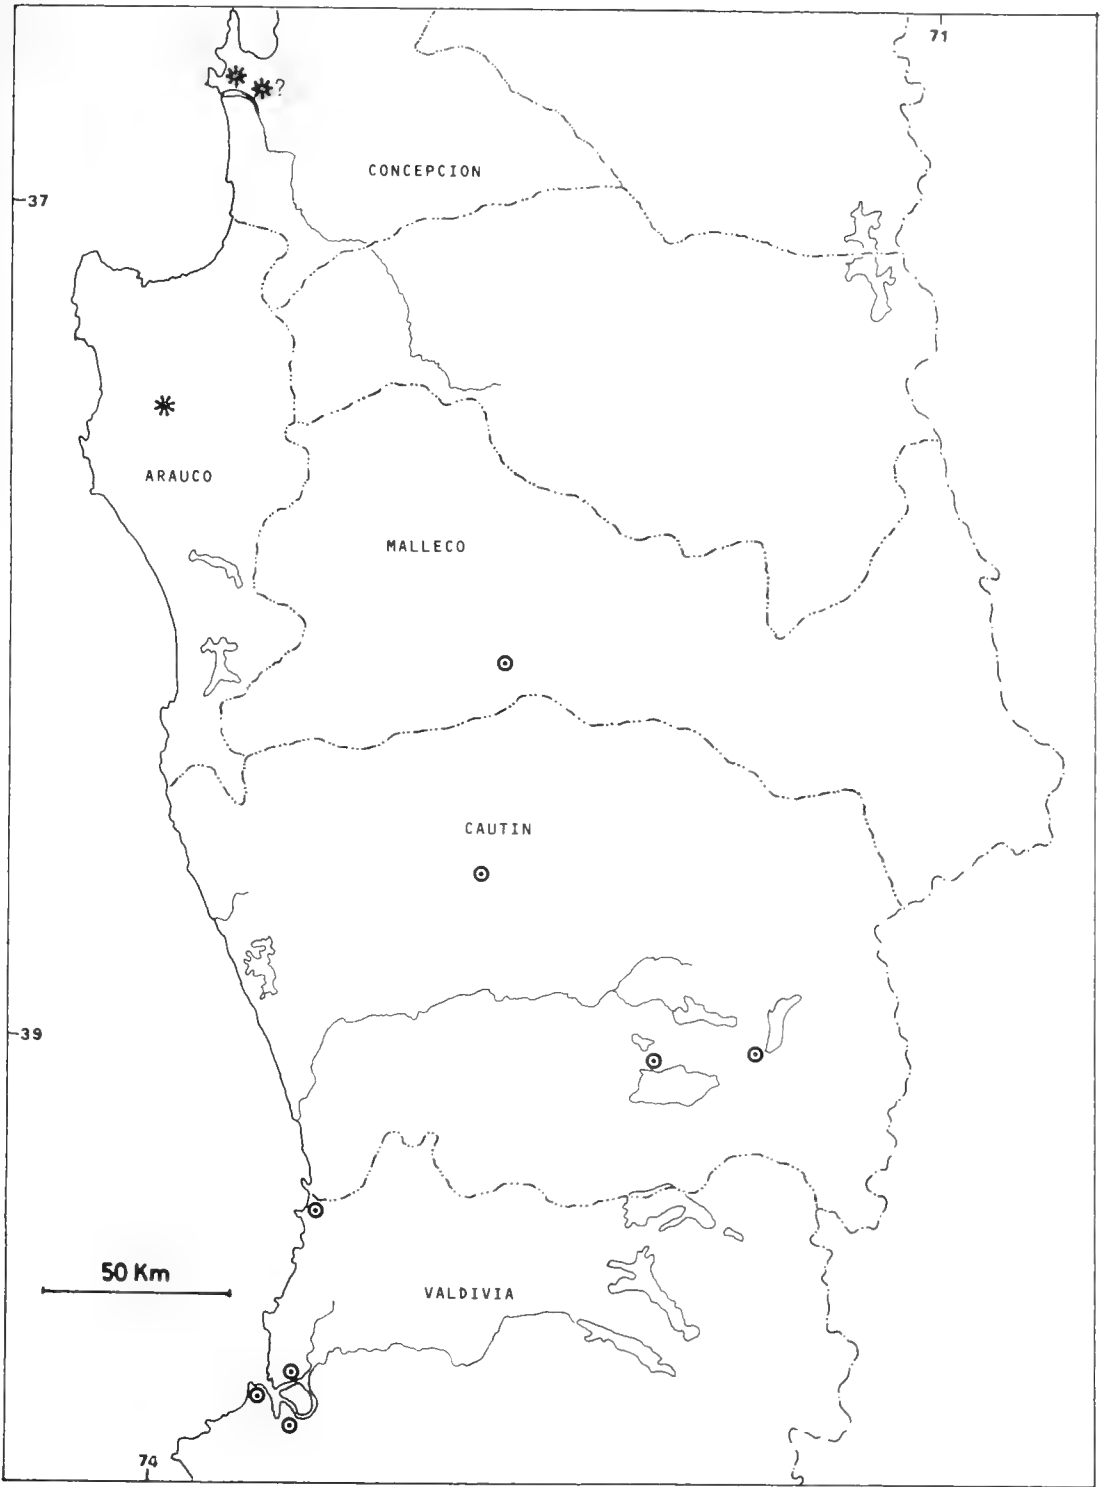 71
?
CONCEPCION
37
ARAUCO
MALLECO
CAUTIN
39
50 Km
VALDIVIA
74